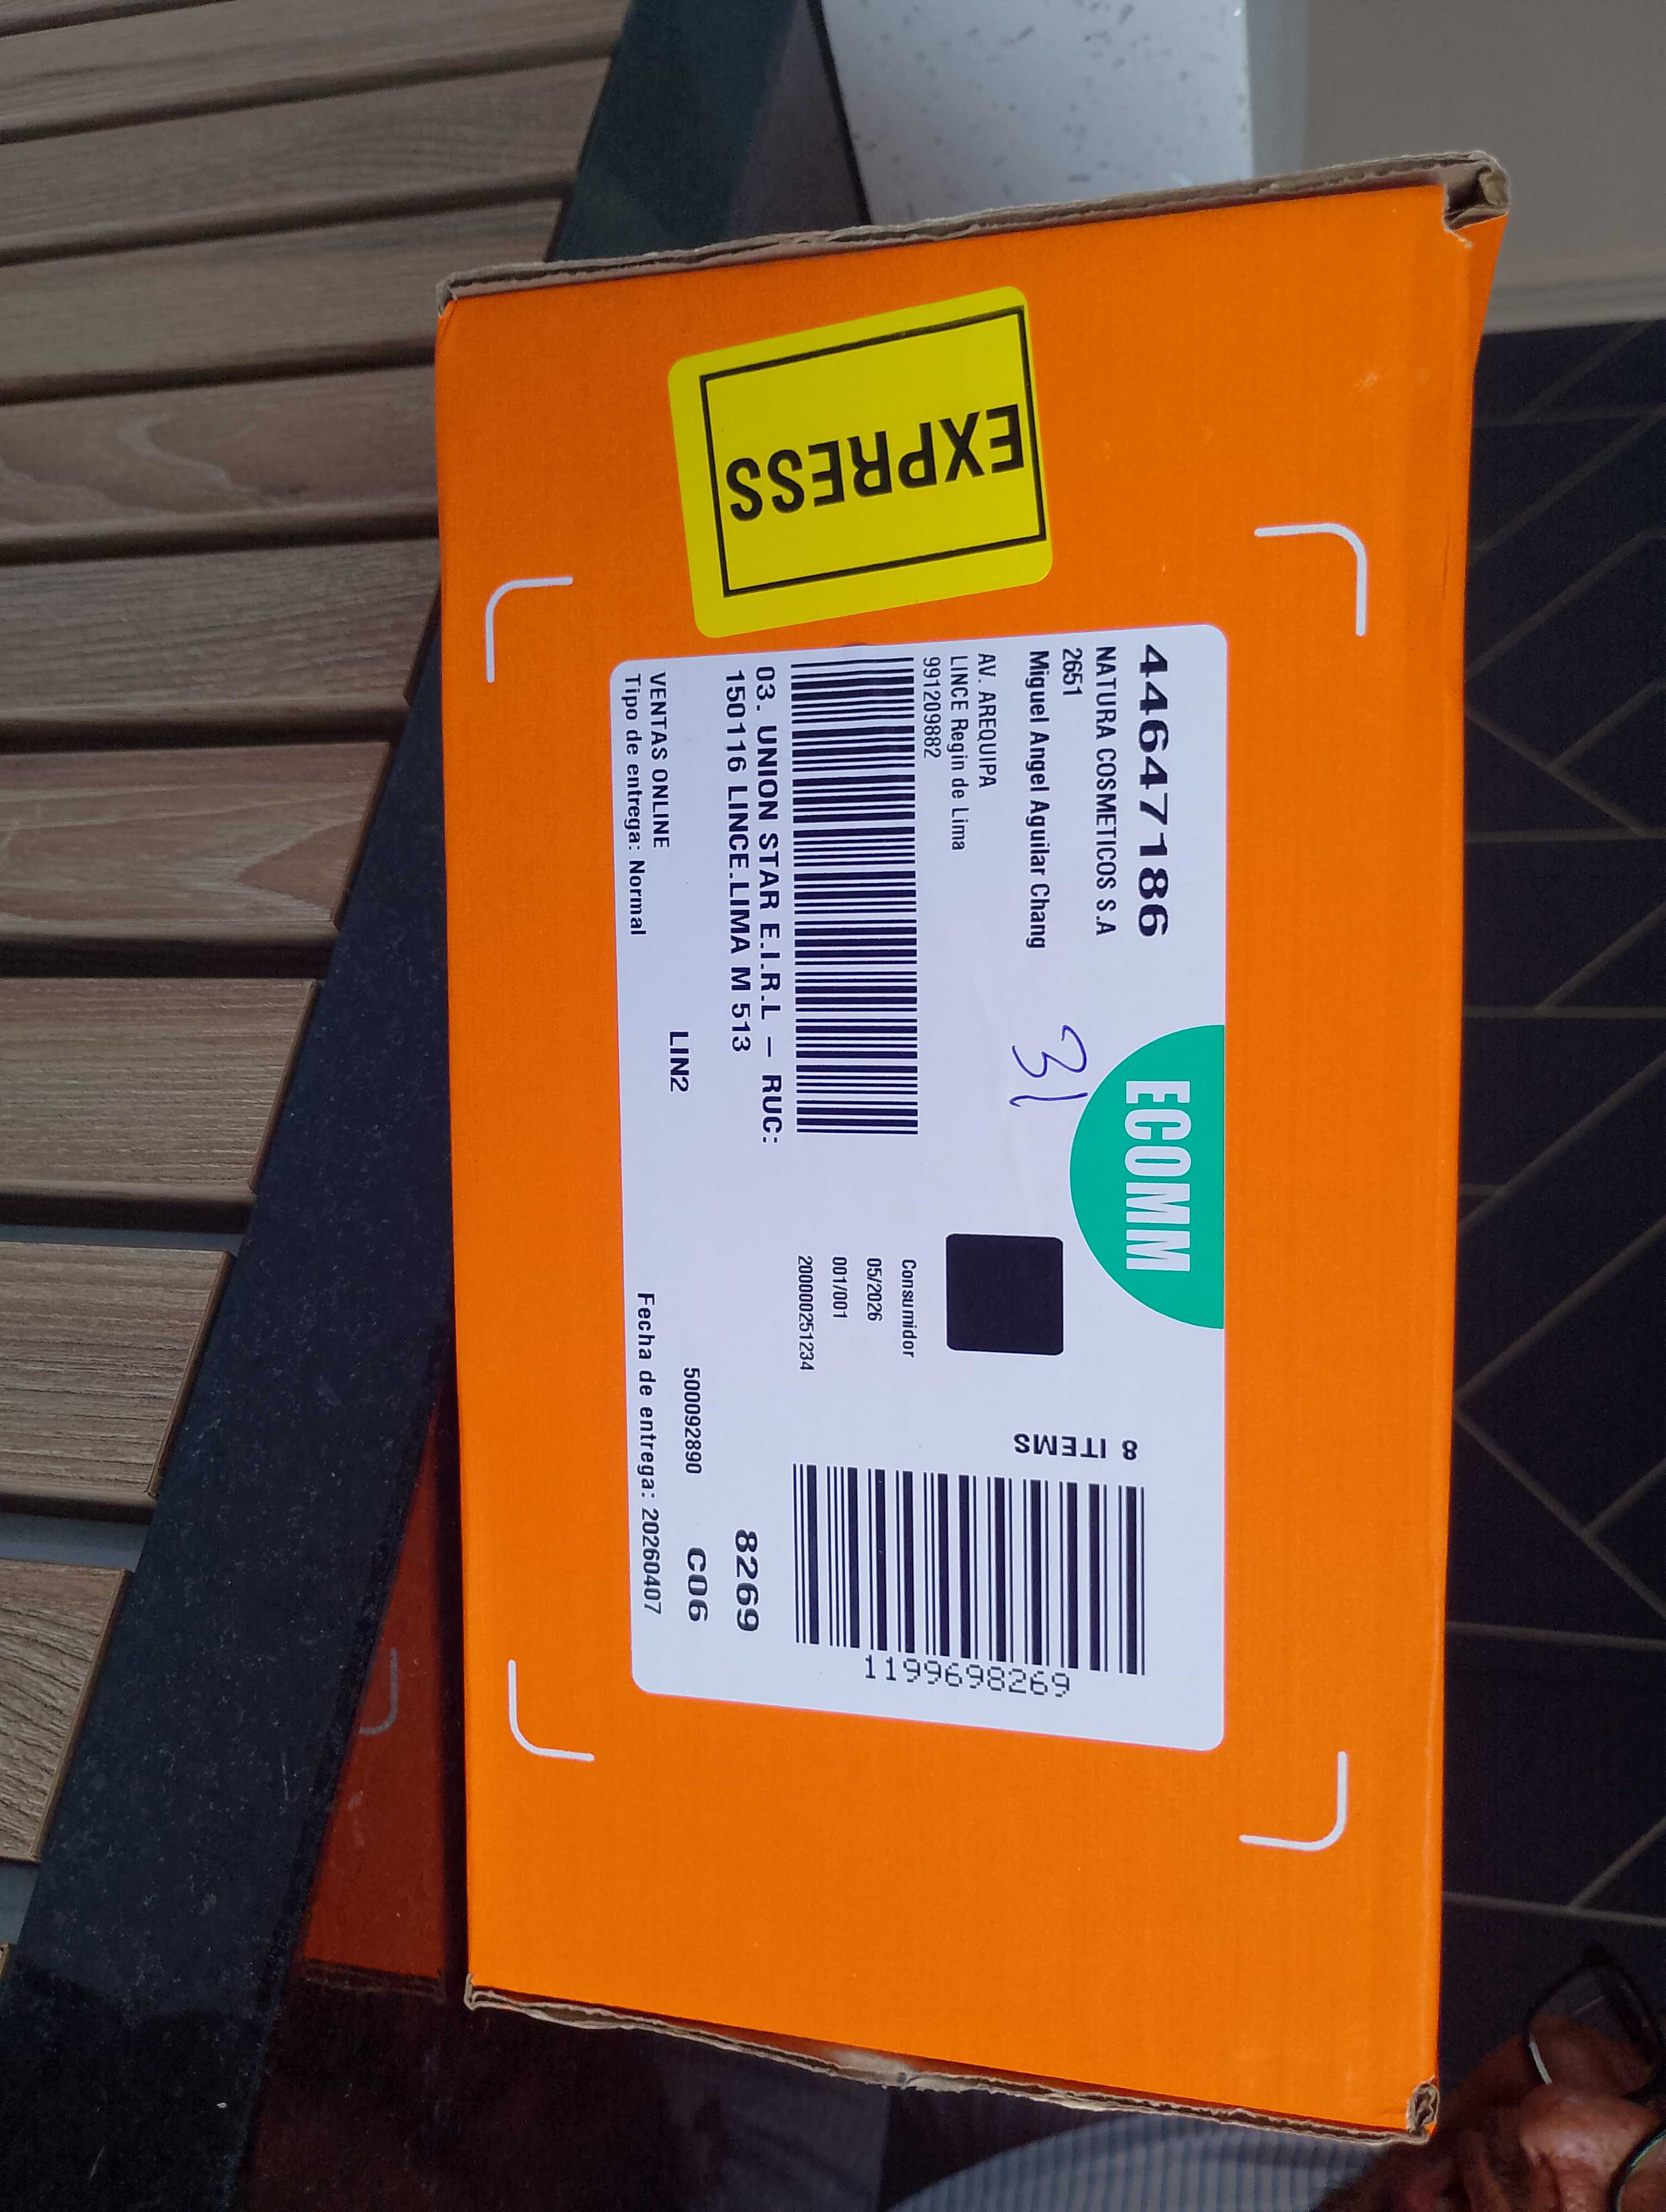 EXPRESS
44647186
NATURA COSMETICOS S.A
2651
Miguel Angel Aguilar Chang
AV. AREQUIPA
LINCE Regin de Lima
991209882
31
ECOMM
Consumidor
05/2026
001/001
200000251234
8 ITEMS
1199698269
03. UNION STAR E.I.R.L – RUC:
150116 LINCE.LIMA M 513
8269
LIN2
500092890
C06
VENTAS ONLINE
Tipo de entrega: Normal
Fecha de entrega: 20260407